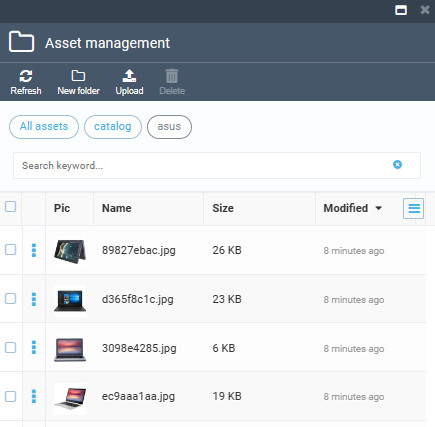 Asset management
Refresh New folder Upload Delete
All assets catalog asus
Search keyword...
Pic Name Size Modified
89827ebac.jpg 26 KB 8 minutes ago
d365f8c1c.jpg 23 KB 8 minutes ago
3098e4285.jpg 6 KB 8 minutes ago
ec9aaa1aa.jpg 19 KB 8 minutes ago